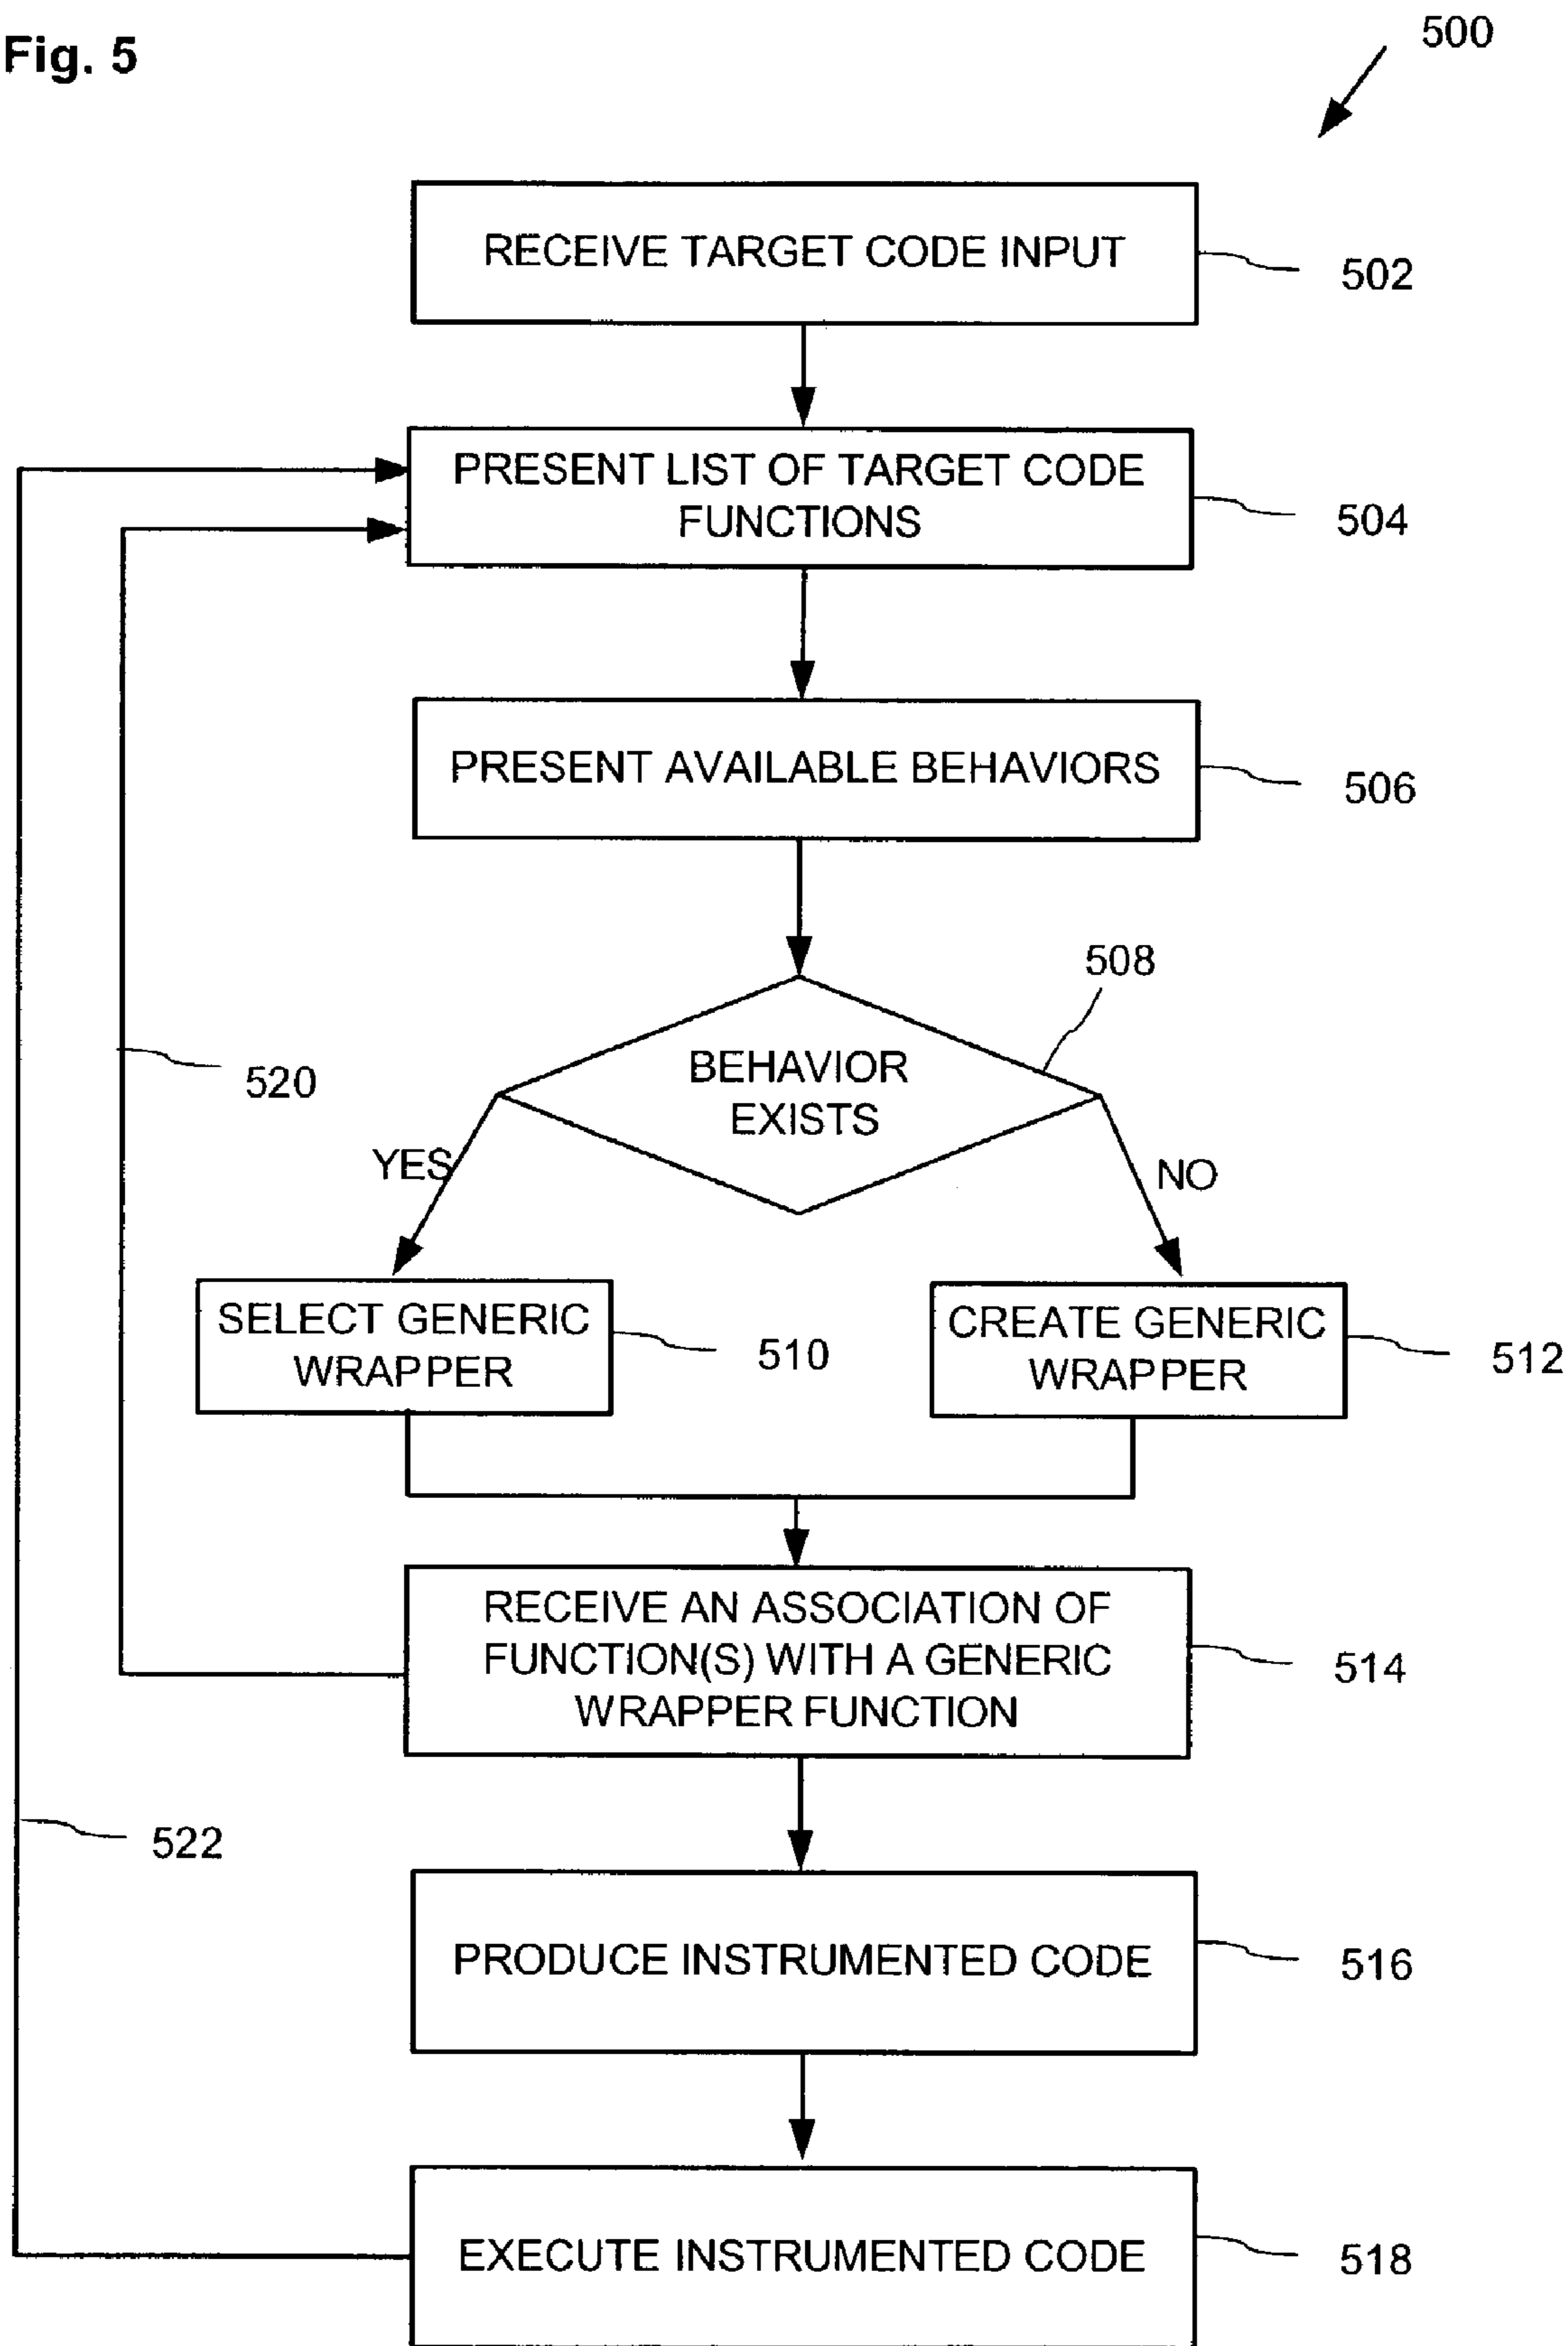 Fig. 5
500
RECEIVE TARGET CODE INPUT
502
PRESENT LIST OF TARGET CODE
FUNCTIONS
504
PRESENT AVAILABLE BEHAVIORS
506
508
BEHAVIOR
EXISTS
520
YES
NO
SELECT GENERIC
WRAPPER
510
CREATE GENERIC
WRAPPER
512
RECEIVE AN ASSOCIATION OF
FUNCTION(S) WITH A GENERIC
WRAPPER FUNCTION
514
522
PRODUCE INSTRUMENTED CODE
516
EXECUTE INSTRUMENTED CODE
518